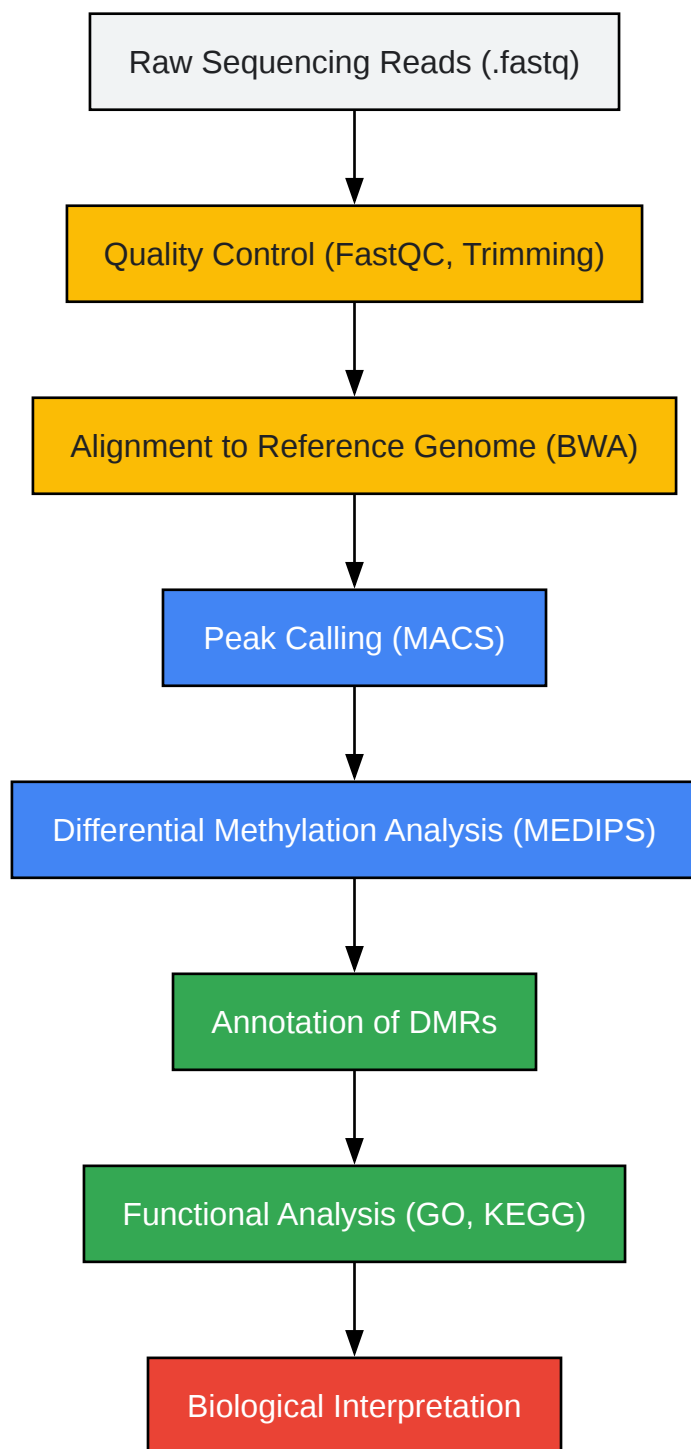 Raw Sequencing Reads (.fastq)
Quality Control (FastQC, Trimming)
Alignment to Reference Genome (BWA)
Peak Calling (MACS)
Differential Methylation Analysis (MEDIPS)
Annotation of DMRs
Functional Analysis (GO, KEGG)
Biological Interpretation